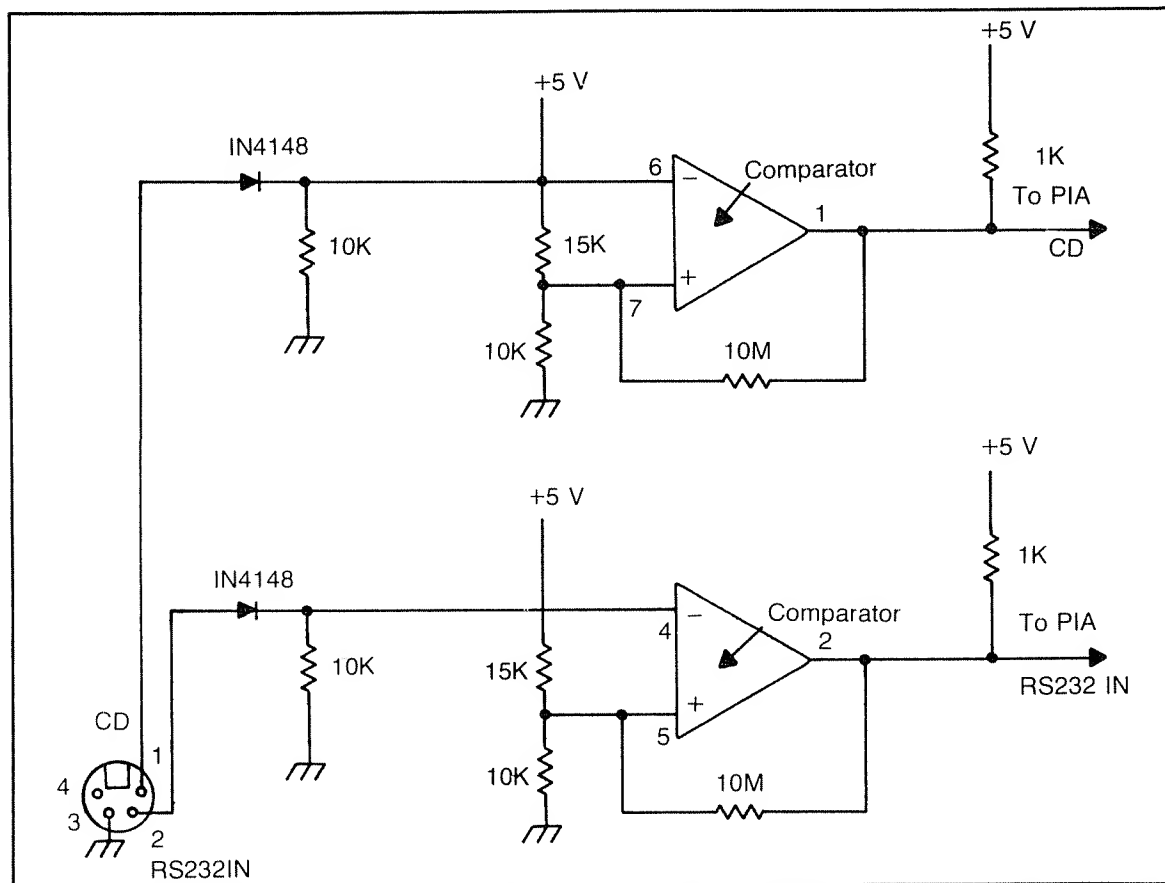 +5 V
+5 V
IN4148
6
−
Comparator
1
1K
To PIA
CD
10K
15K
+
7
10K
10M
+5 V
+5 V
IN4148
−
4
Comparator
2
1K
To PIA
RS232 IN
10K
15K
+
5
10K
10M
CD
1
4
3
2
RS232IN